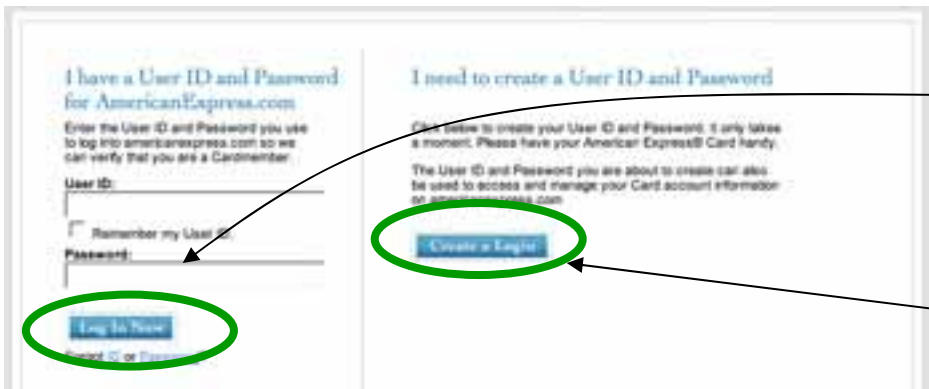 I have a User ID and Password
for AmericanExpress.com
Enter the User ID and Password you use
to log into americanexpress.com so we
can verify that you are a Cardmember.
User ID:
Remember my User ID.
Password:
Log In Now
Forgot ID or Password?
I need to create a User ID and Password
Click below to create your User ID and Password. It only takes
a moment. Please have your American Express® Card handy.
The User ID and Password you are about to create can also
be used to access and manage your Card account information
on americanexpress.com
Create a Login